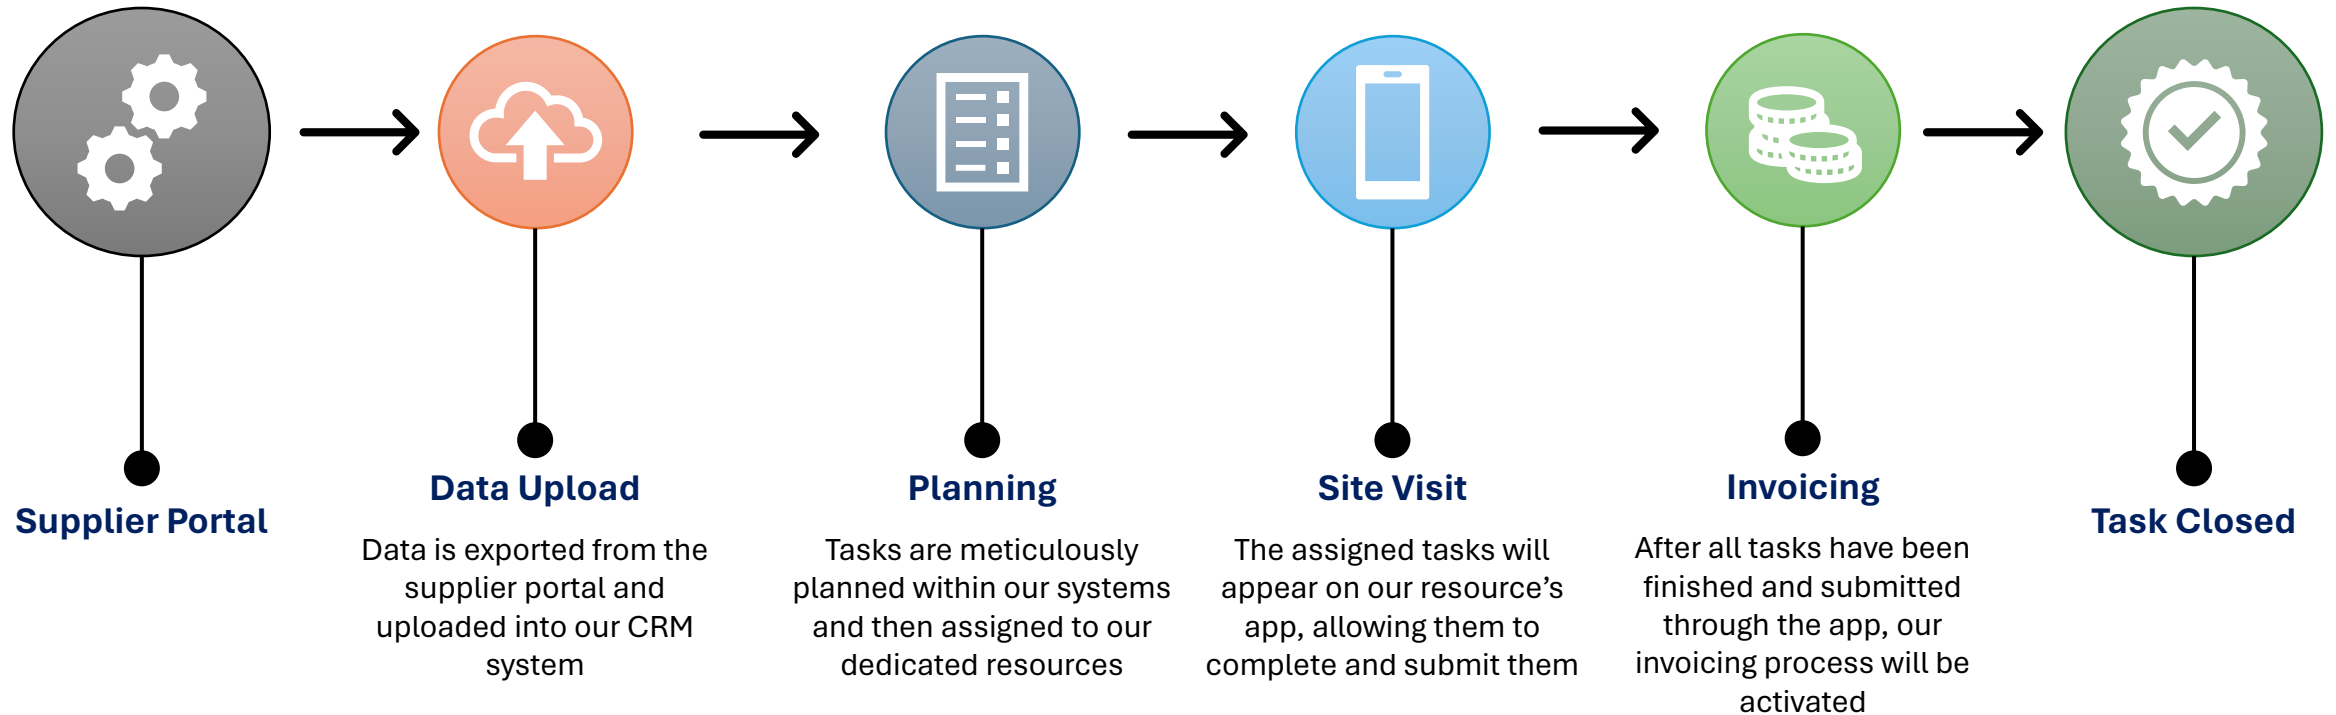 Supplier Portal
Data Upload
Data is exported from the
supplier portal and
uploaded into our CRM
system
Planning
Tasks are meticulously
planned within our systems
and then assigned to our
dedicated resources
Site Visit
The assigned tasks will
appear on our resource’s
app, allowing them to
complete and submit them
Invoicing
After all tasks have been
finished and submitted
through the app, our
invoicing process will be
activated
Task Closed